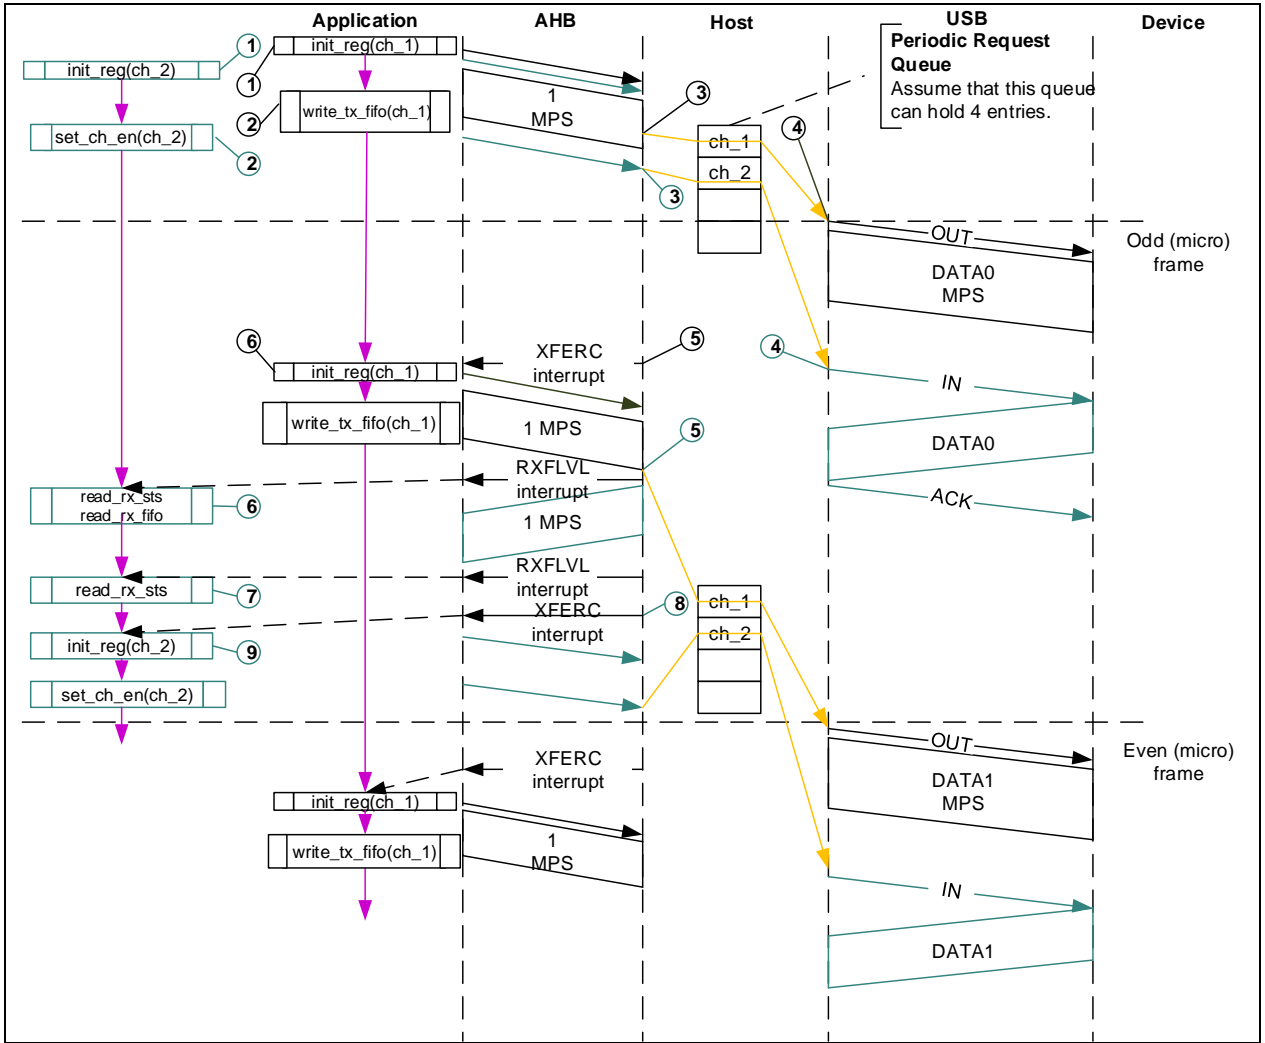 Application
AHB
Host
USB
Device
Periodic Request
Queue
Assume that this queue
can hold 4 entries.
1
init_reg(ch_1)
init_reg(ch_2)
1
1
MPS
3
2
write_tx_fifo(ch_1)
4
set_ch_en(ch_2)
2
ch_1
ch_2
3
OUT
Odd (micro)
frame
DATA0
MPS
6
XFERC
interrupt
5
4
init_reg(ch_1)
IN
write_tx_fifo(ch_1)
1 MPS
5
DATA0
RXFLVL
interrupt
read_rx_sts
read_rx_fifo
6
ACK
1 MPS
RXFLVL
interrupt
read_rx_sts
7
XFERC
interrupt
8
ch_1
ch_2
init_reg(ch_2)
9
set_ch_en(ch_2)
OUT
Even (micro)
frame
XFERC
interrupt
DATA1
MPS
init_reg(ch_1)
write_tx_fifo(ch_1)
1
MPS
IN
DATA1